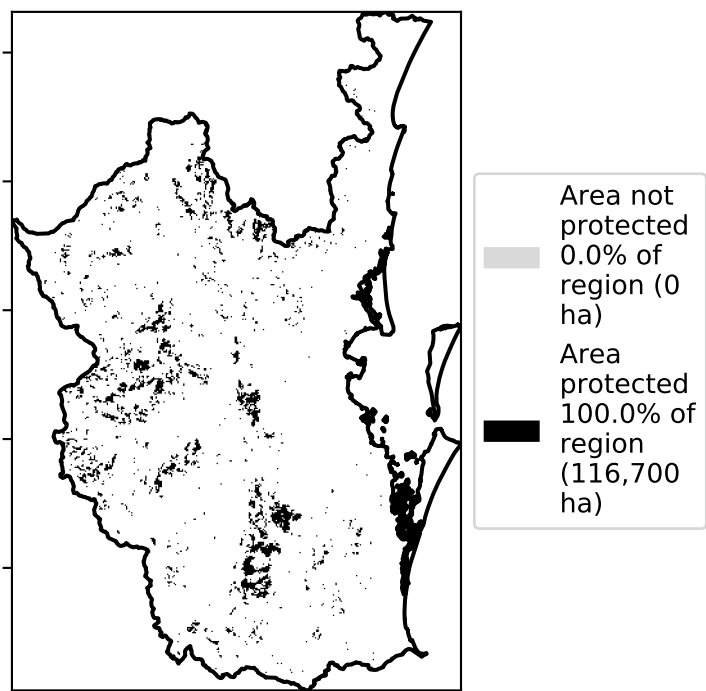 Area not
protected
0.0% of
region (0
ha)
Area
protected
100.0% of
region
(116,700
ha)